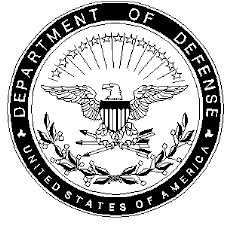 DEPARTMENT OF DEFENSE
UNITED STATES OF AMERICA